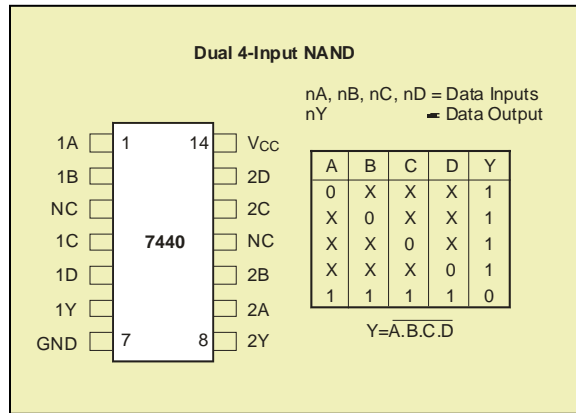 Dual 4-Input NAND
nA, nB, nC, nD = Data Inputs
nY = Data Output
1A 1 14 VCC
1B 2D
NC 2C
1C 7440 NC
1D 2B
1Y 2A
GND 7 8 2Y
A B C D Y
0 X X X 1
X 0 X X 1
X X 0 X 1
X X X 0 1
1 1 1 1 0
Y=A.B.C.D